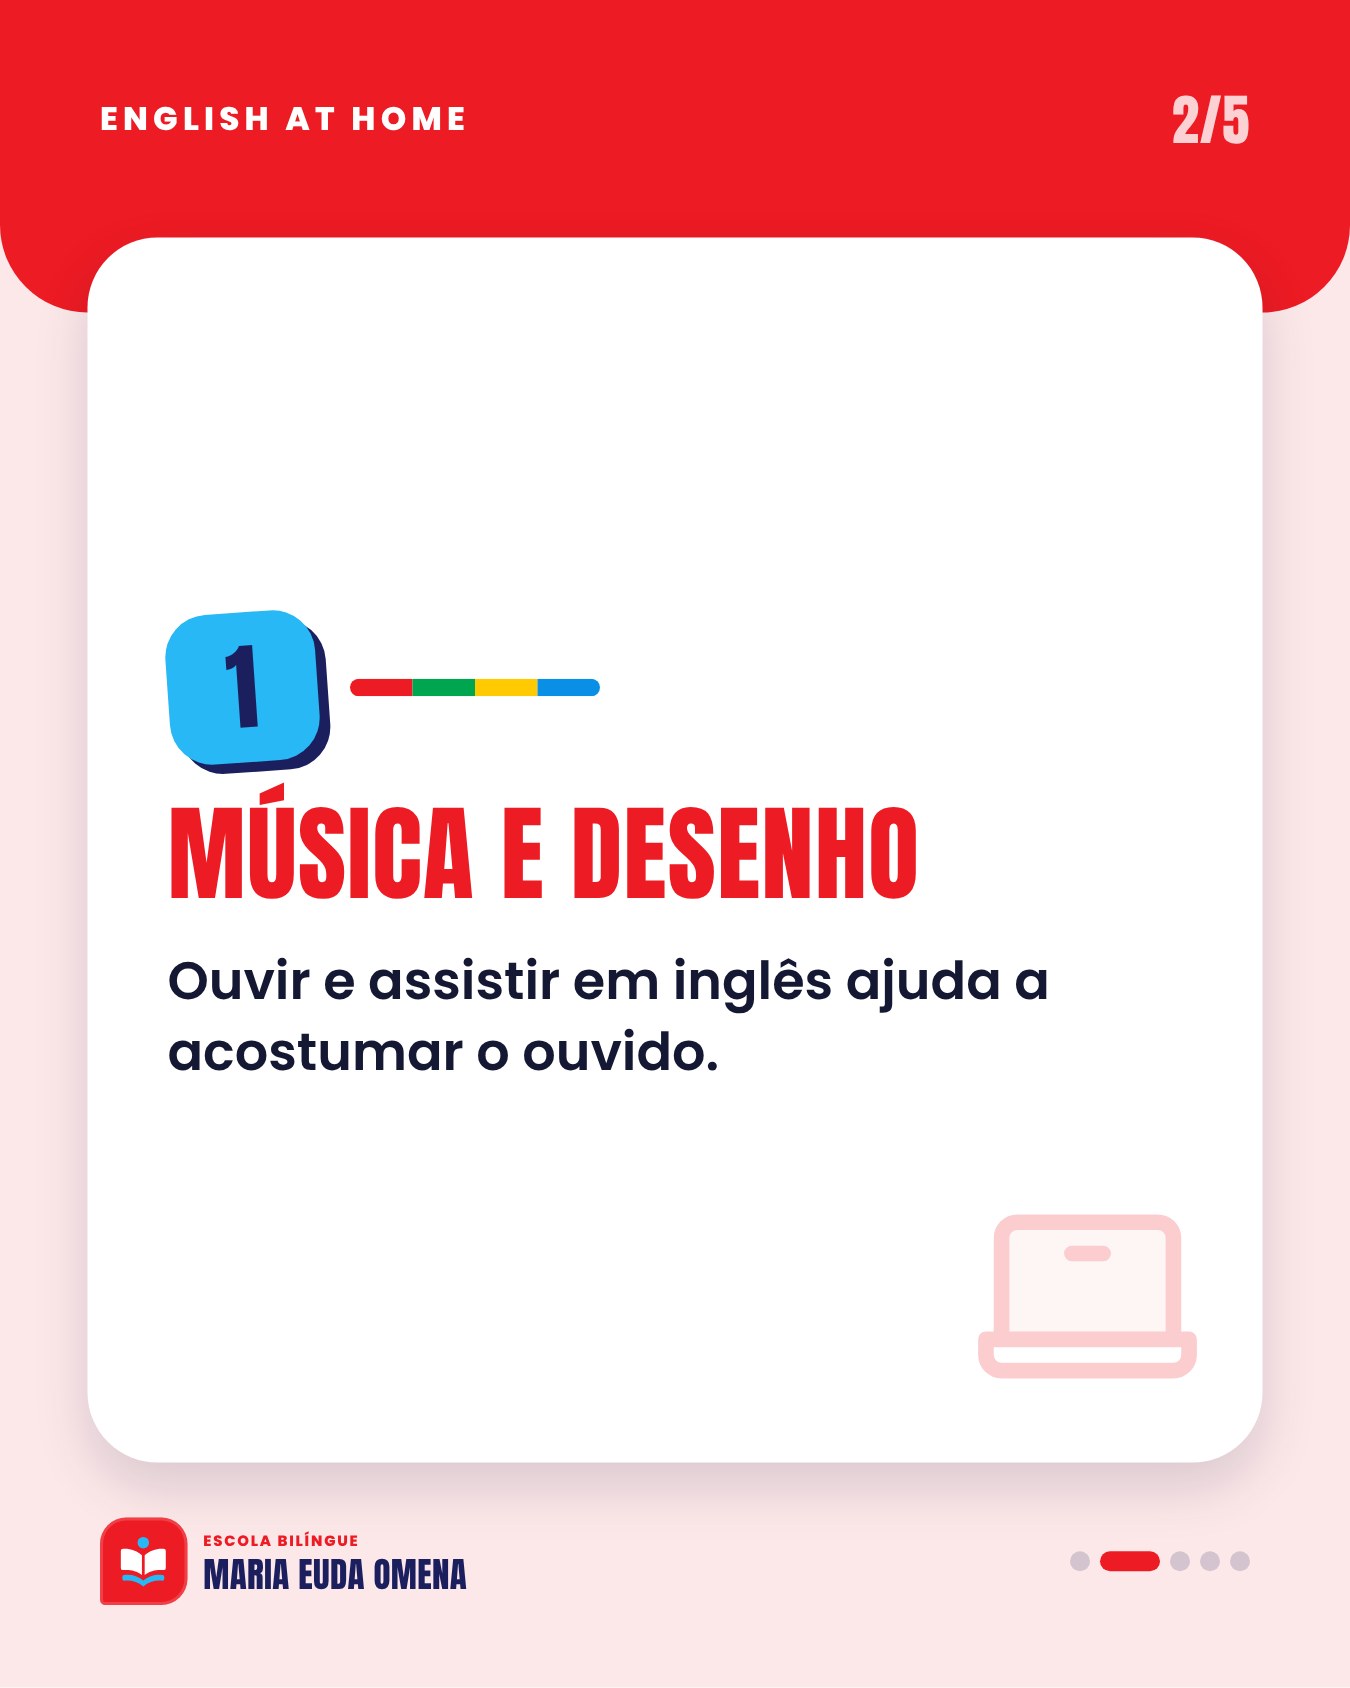 ENGLISH AT HOME
2/5
1
MÚSICA E DESENHO
Ouvir e assistir em inglês ajuda a
acostumar o ouvido.
ESCOLA BILÍNGUE
MARIA EUDA OMENA